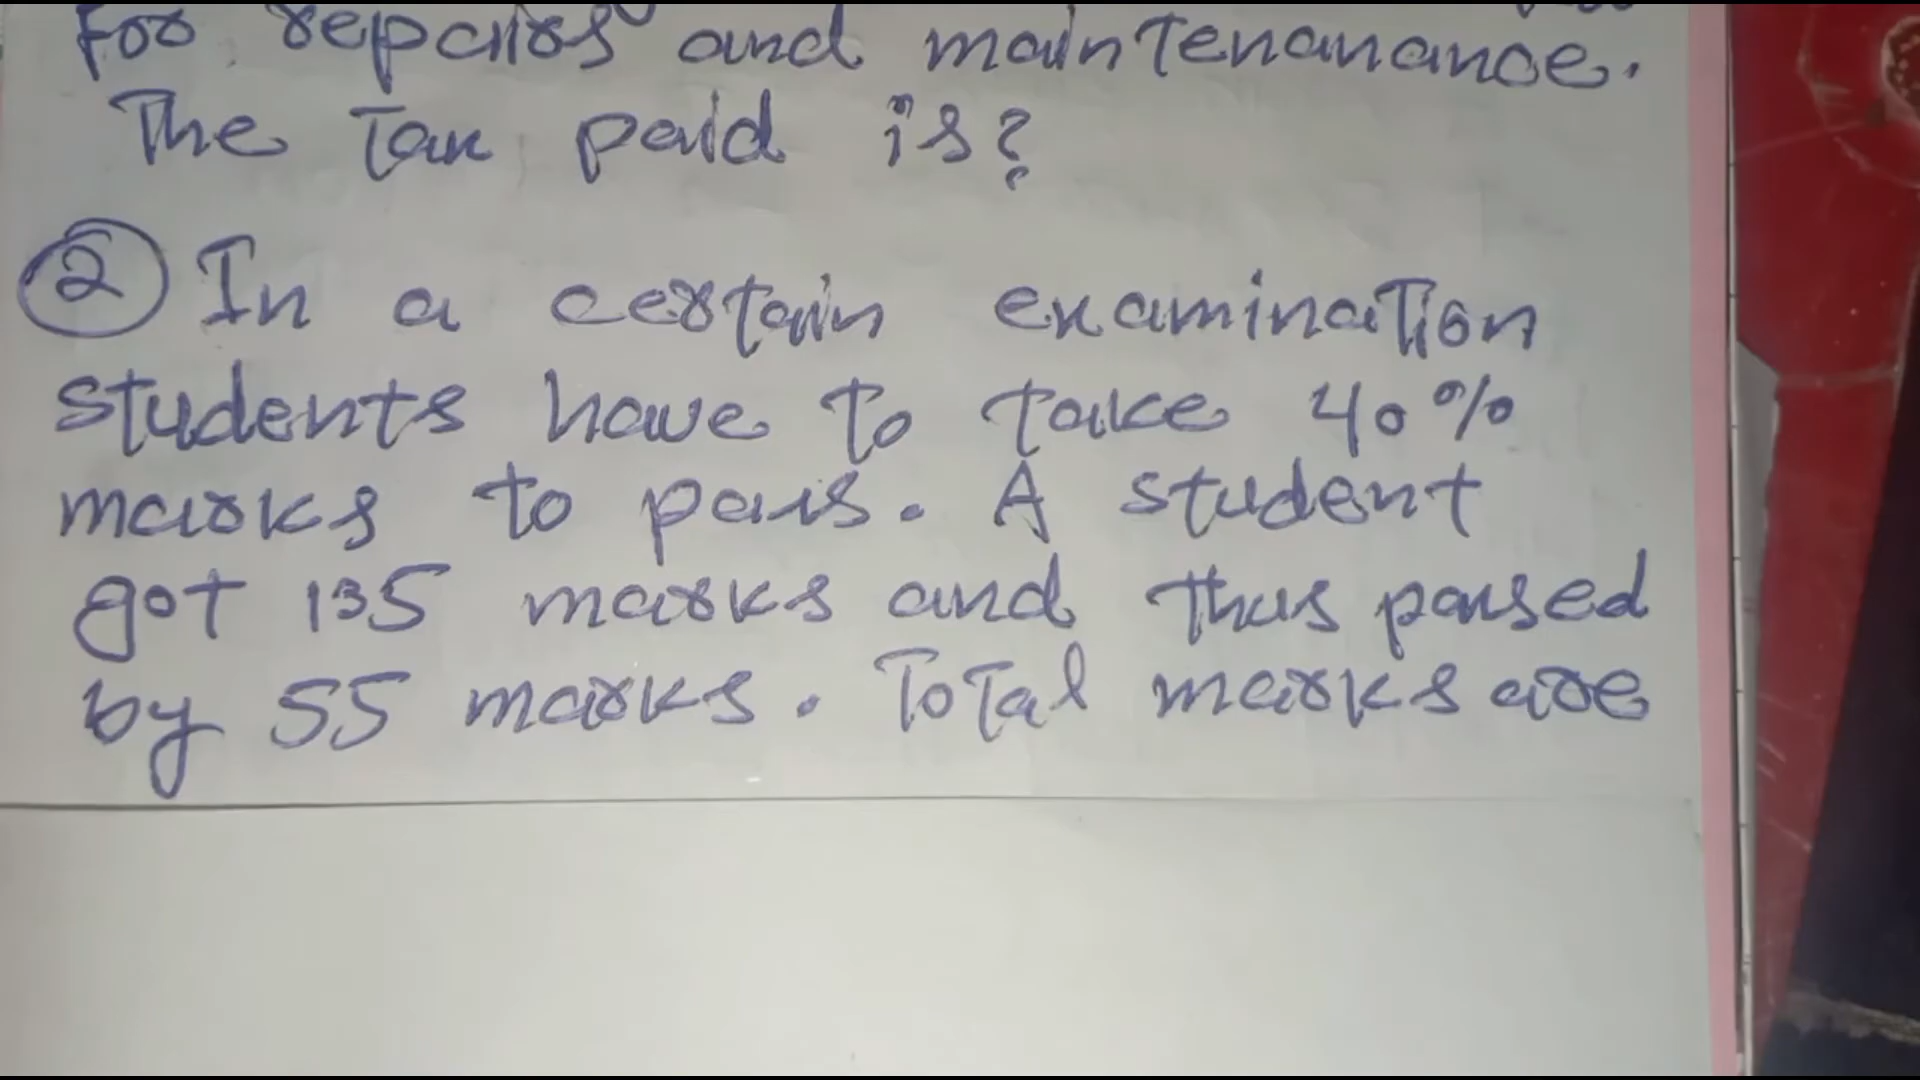 for repairs and maintenanance.
The Tax paid is?
② In a certain examination
students have to take 40%
marks to pass. A student
got 135 marks and thus passed
by 55 marks. Total marks are